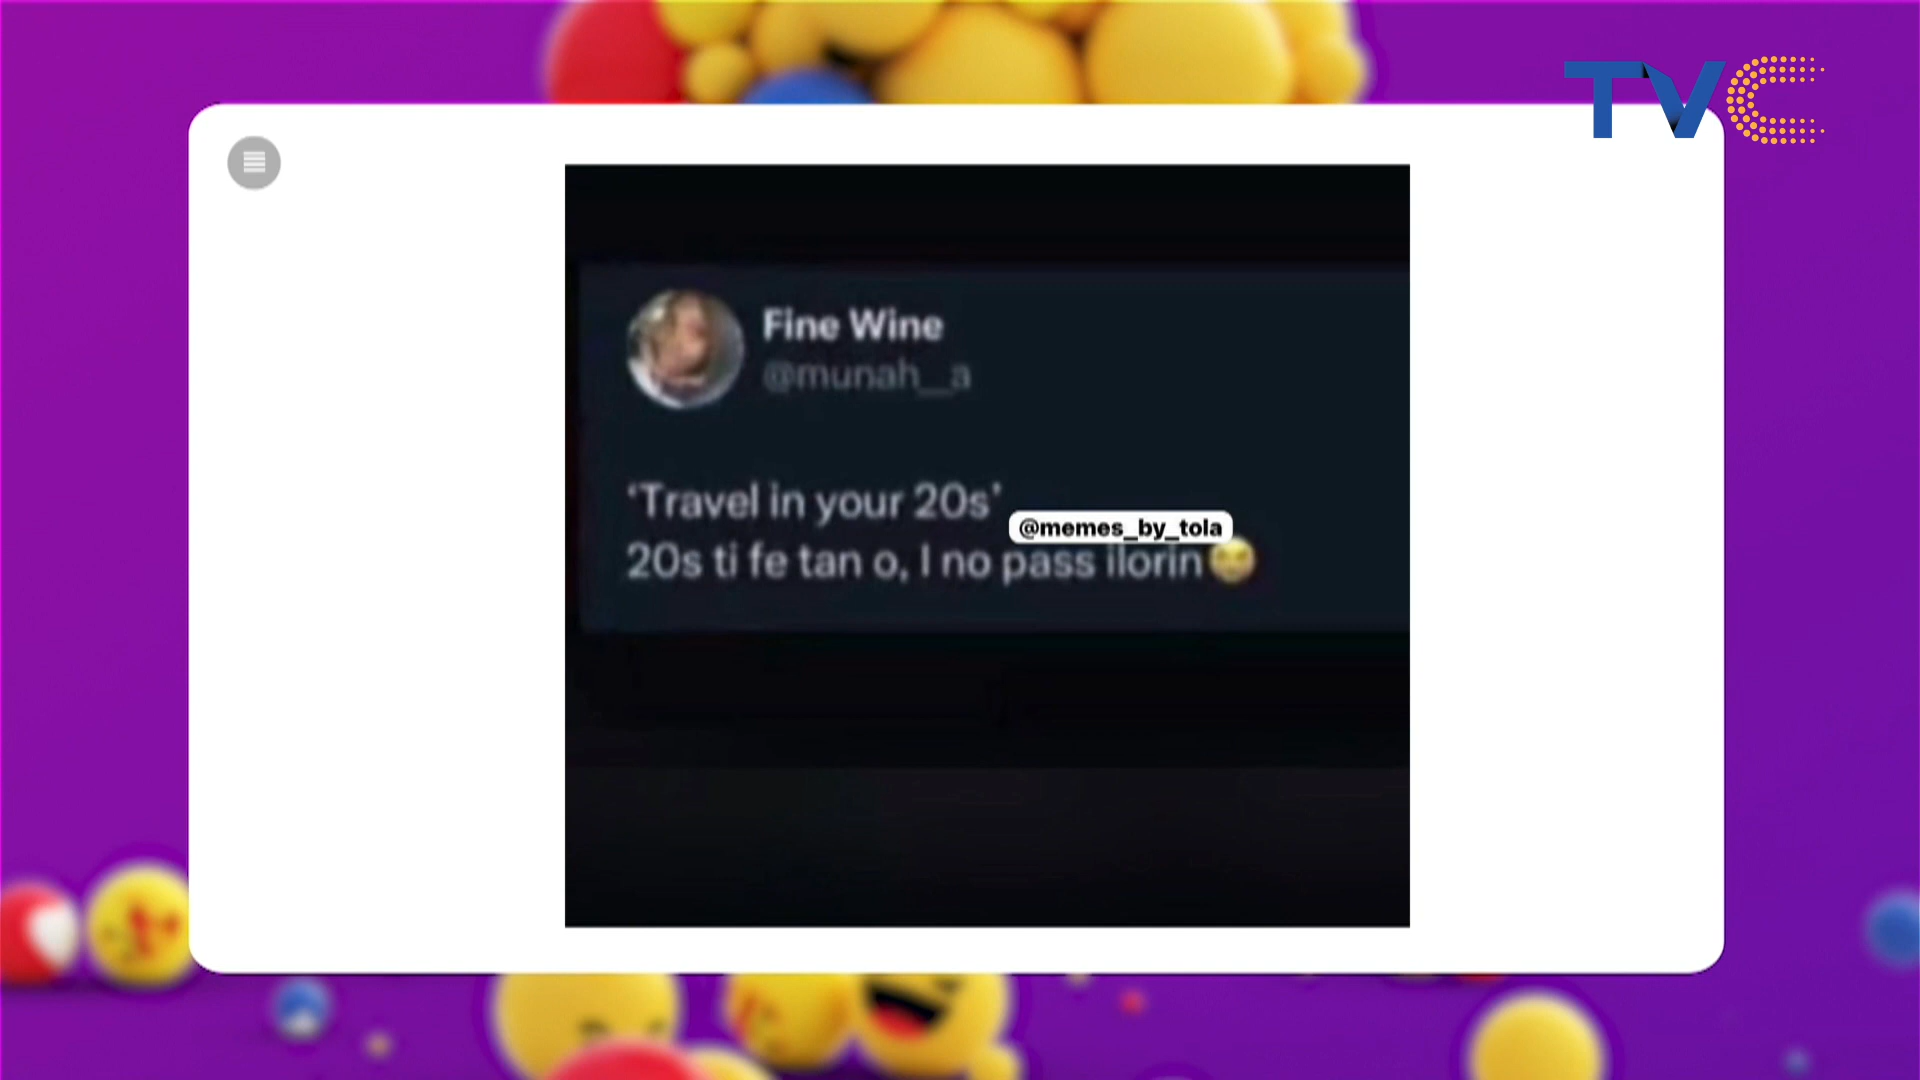 TVC
Fine Wine
@munah__a
‘Travel in your 20s’
@memes_by_tola
20s ti fe tan o, I no pass ilorin